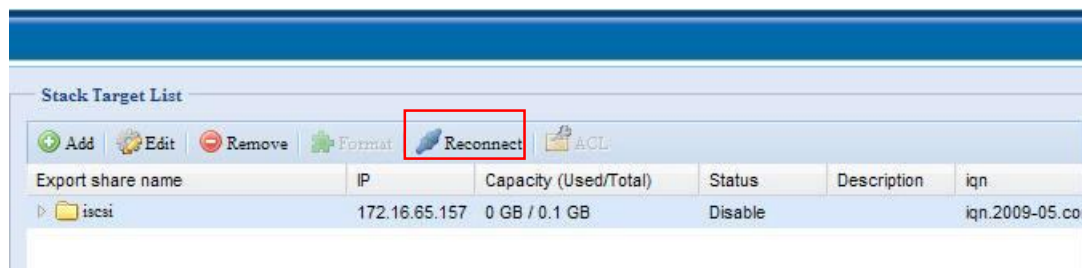 Stack Target List
Add Edit Remove Format Reconnect ACL
Export share name IP Capacity (Used/Total) Status Description iqn
iscsi 172.16.65.157 0 GB / 0.1 GB Disable iqn.2009-05.co